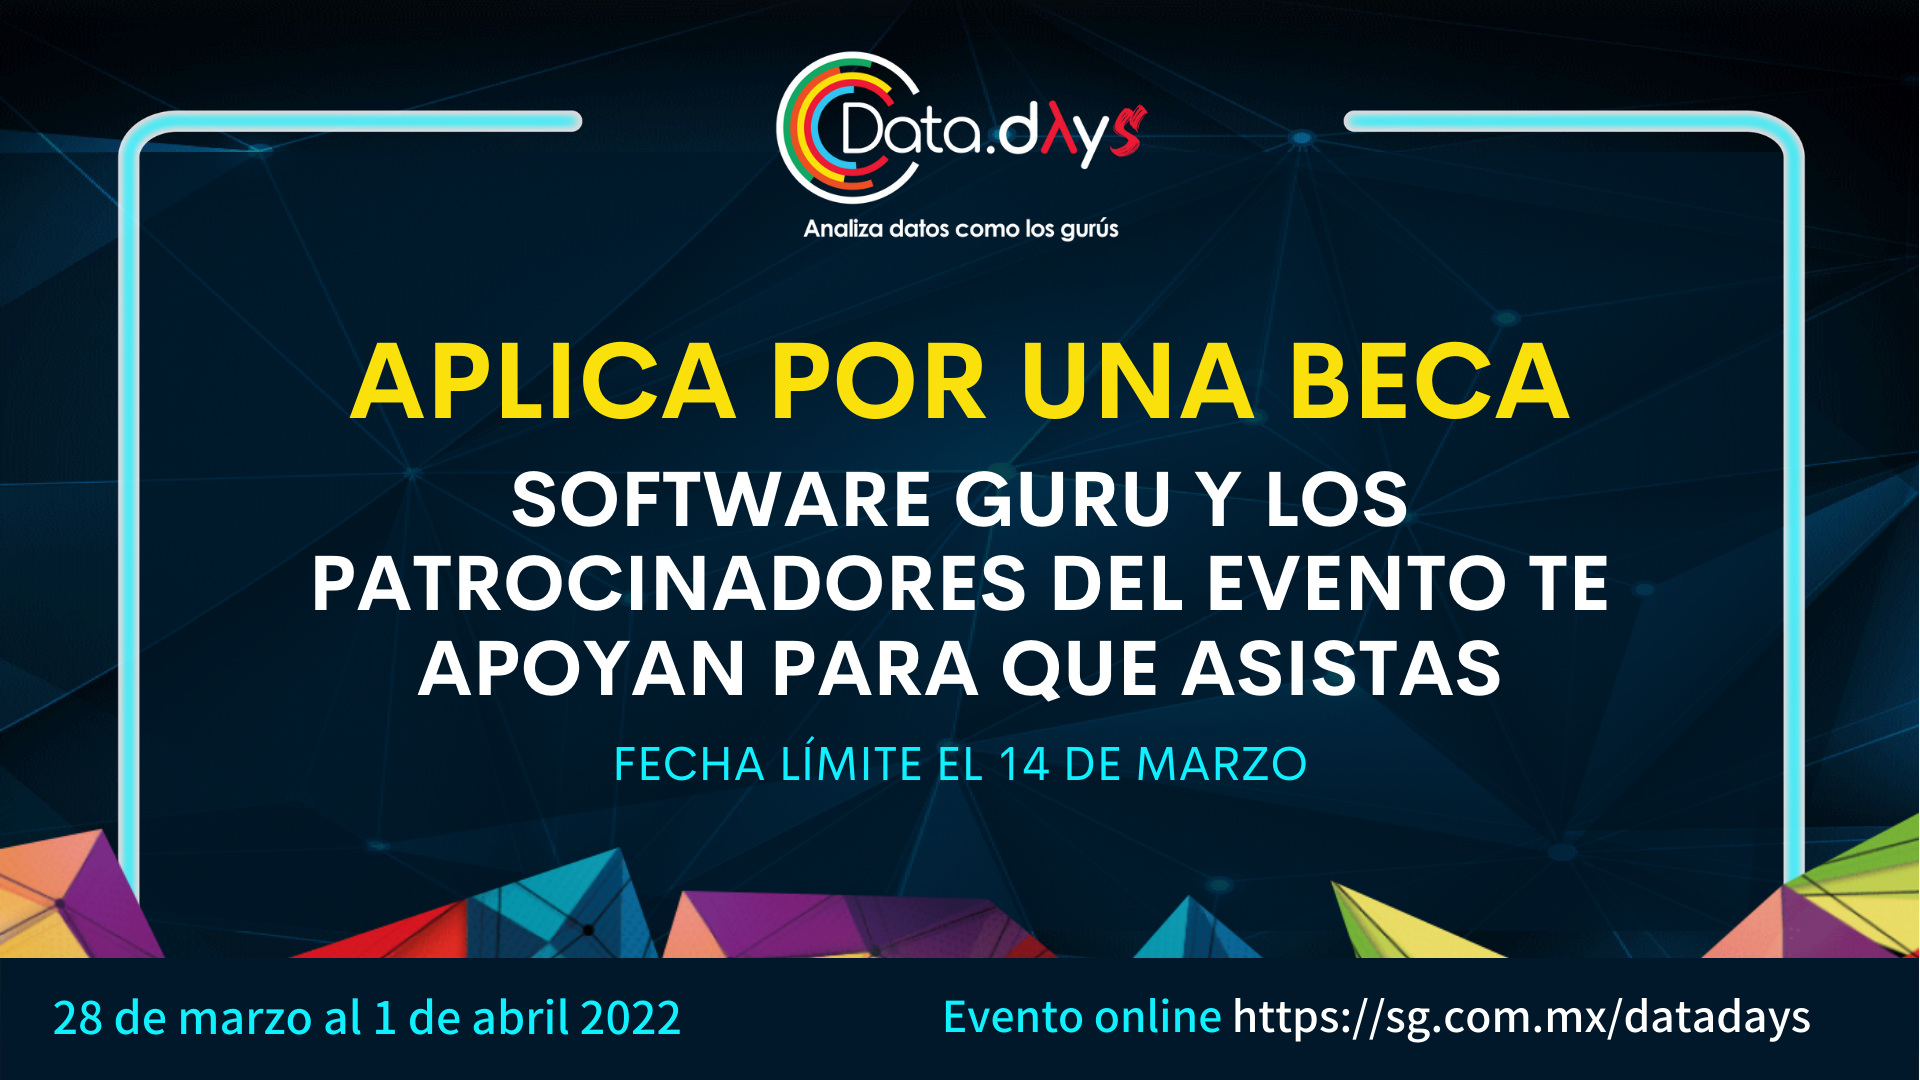 Data.dλys
Analiza datos como los gurús
APLICA POR UNA BECA
SOFTWARE GURU Y LOS
PATROCINADORES DEL EVENTO TE
APOYAN PARA QUE ASISTAS
FECHA LÍMITE EL 14 DE MARZO
28 de marzo al 1 de abril 2022
Evento online https://sg.com.mx/datadays